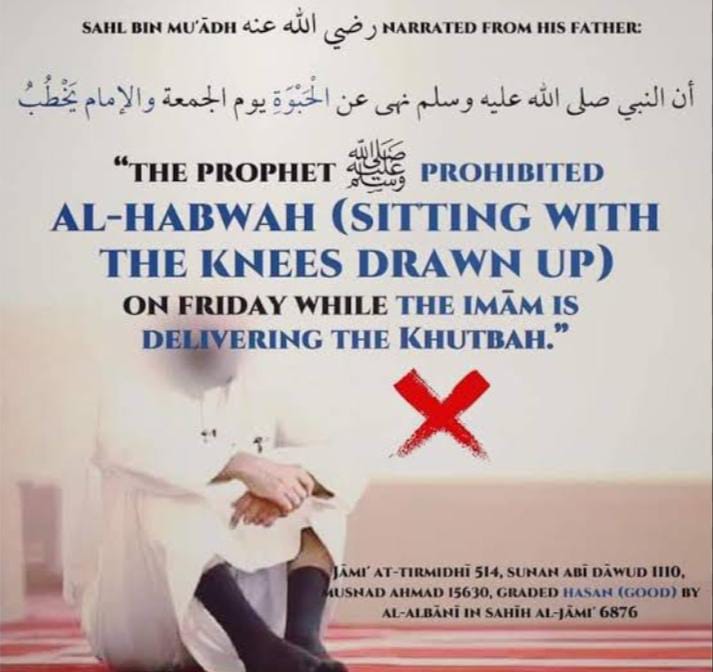 SAHL BIN MU'ĀDH رضي الله عنه NARRATED FROM HIS FATHER:
أن النبي صلى الله عليه وسلم نهى عن الْحَبْوَةِ يوم الجمعة والإمام يَخْطُبُ
“THE PROMPHET ﷺ PROHIBITED
AL-HABWAH (SITTING WITH
THE KNEES DRAWN UP)
ON FRIDAY WHILE THE IMĀM IS
DELIVERING THE KHUTBAH.”
JĀMI' AT-TIRMIDHĪ 514, SUNAN ABĪ DĀWUD 1110,
MUSNAD AHMAD 15630, GRADED HASAN (GOOD) BY
AL-ALBĀNĪ IN SAHĪH AL-JĀMI' 6876